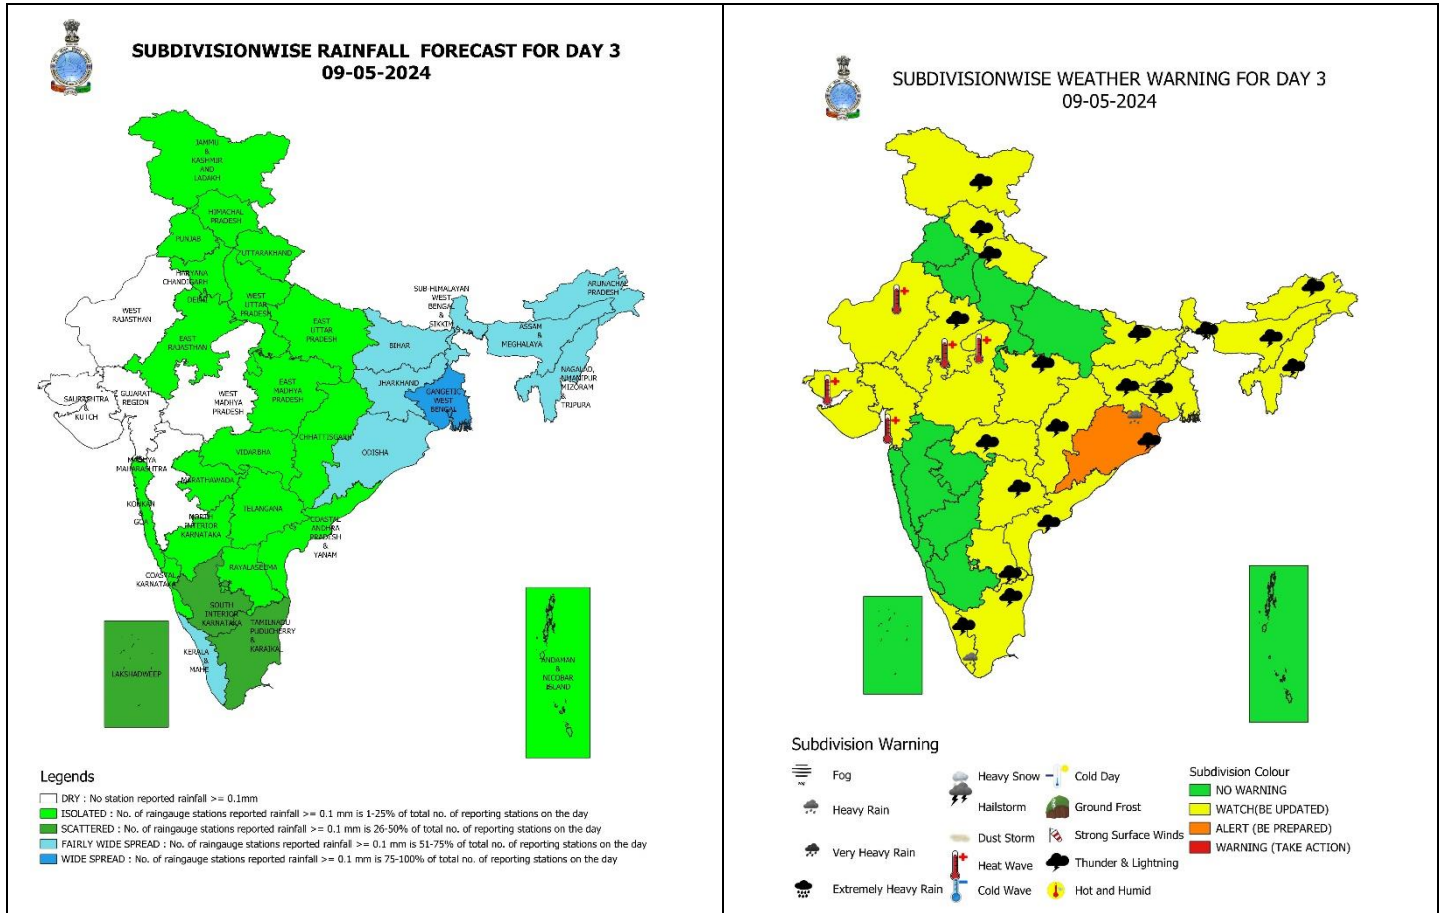 SUBDIVISIONWISE RAINFALL FORECAST FOR DAY 3
09-05-2024
JAMMU
&
KASHMIR
AND
LADAKH
HIMACHAL
PRADESH
PUNJAB
UTTARAKHAND
HARYANA
CHANDIGARH
&
DELHI
WEST
RAJASTHAN
WEST
UTTAR
PRADESH
EAST
UTTAR
PRADESH
EAST
RAJASTHAN
SUB-HIMALAYAN
WEST
BENGAL
&
SIKKIM
ARUNACHAL
PRADESH
ASSAM
&
MEGHALAYA
BIHAR
NAGALAD,
MANIPUR
MIZORAM
&
TRIPURA
JHARKHAND
GANGETIC
WEST
BENGAL
SAURASHTRA
&
KUTCH
GUJARAT
REGION
WEST
MADHYA
PRADESH
EAST
MADHYA
PRADESH
CHHATTISGARH
ODISHA
VIDARBHA
MADHYA
MAHARASHTRA
MARATHAWADA
KONKAN
&
GOA
TELANGANA
NORTH
INTERIOR
KARNATAKA
COASTAL
ANDHRA
PRADESH
&
YANAM
RAYALASEEMA
COASTAL
KARNATAKA
SOUTH
INTERIOR
KARNATAKA
TAMILNADU
PUDUCHERRY
&
KARAIKAL
KERALA
&
MAHE
LAKSHADWEEP
ANDAMAN
&
NICOBAR
ISLAND
Legends
DRY : No station reported rainfall >= 0.1mm
ISOLATED : No. of raingauge stations reported rainfall >= 0.1 mm is 1-25% of total no. of reporting stations on the day
SCATTERED : No. of raingauge stations reported rainfall >= 0.1 mm is 26-50% of total no. of reporting stations on the day
FAIRLY WIDE SPREAD : No. of raingauge stations reported rainfall >= 0.1 mm is 51-75% of total no. of reporting stations on the day
WIDE SPREAD : No. of raingauge stations reported rainfall >= 0.1 mm is 75-100% of total no. of reporting stations on the day
SUBDIVISIONWISE WEATHER WARNING FOR DAY 3
09-05-2024
Subdivision Warning
Fog
Heavy Rain
Very Heavy Rain
Extremely Heavy Rain
Heavy Snow
Hailstorm
Dust Storm
Heat Wave
Cold Wave
Cold Day
Ground Frost
Strong Surface Winds
Thunder & Lightning
Hot and Humid
Subdivision Colour
NO WARNING
WATCH(BE UPDATED)
ALERT (BE PREPARED)
WARNING (TAKE ACTION)